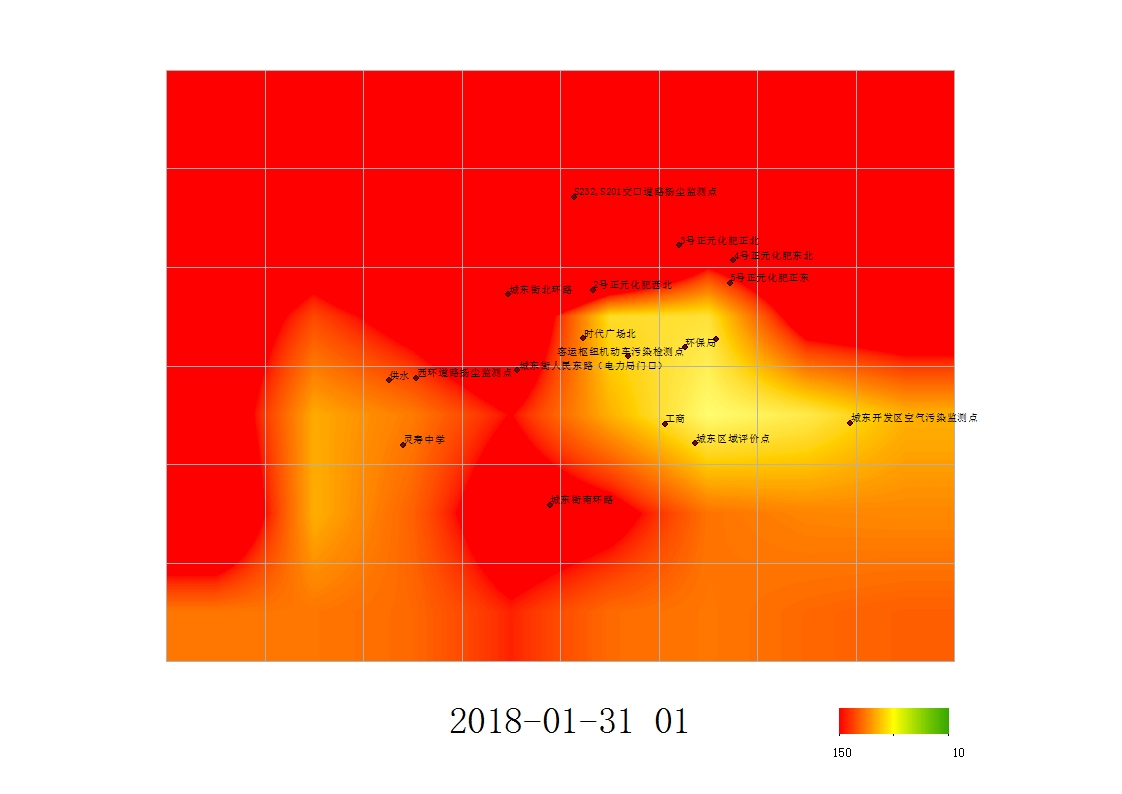 S232,S201交口道路扬尘监测点
3号正元化肥正北
4号正元化肥东北
5号正元化肥正东
2号正元化肥西北
城东街北环路
时代广场北
环保局
客运枢纽机动车污染检测点
城东街人民东路（电力局门口）
供水
西环道路扬尘监测点
工商
城东开发区空气污染监测点
灵寿中学
城东区域评价点
城东街南环路
2018-01-31 01
150
10